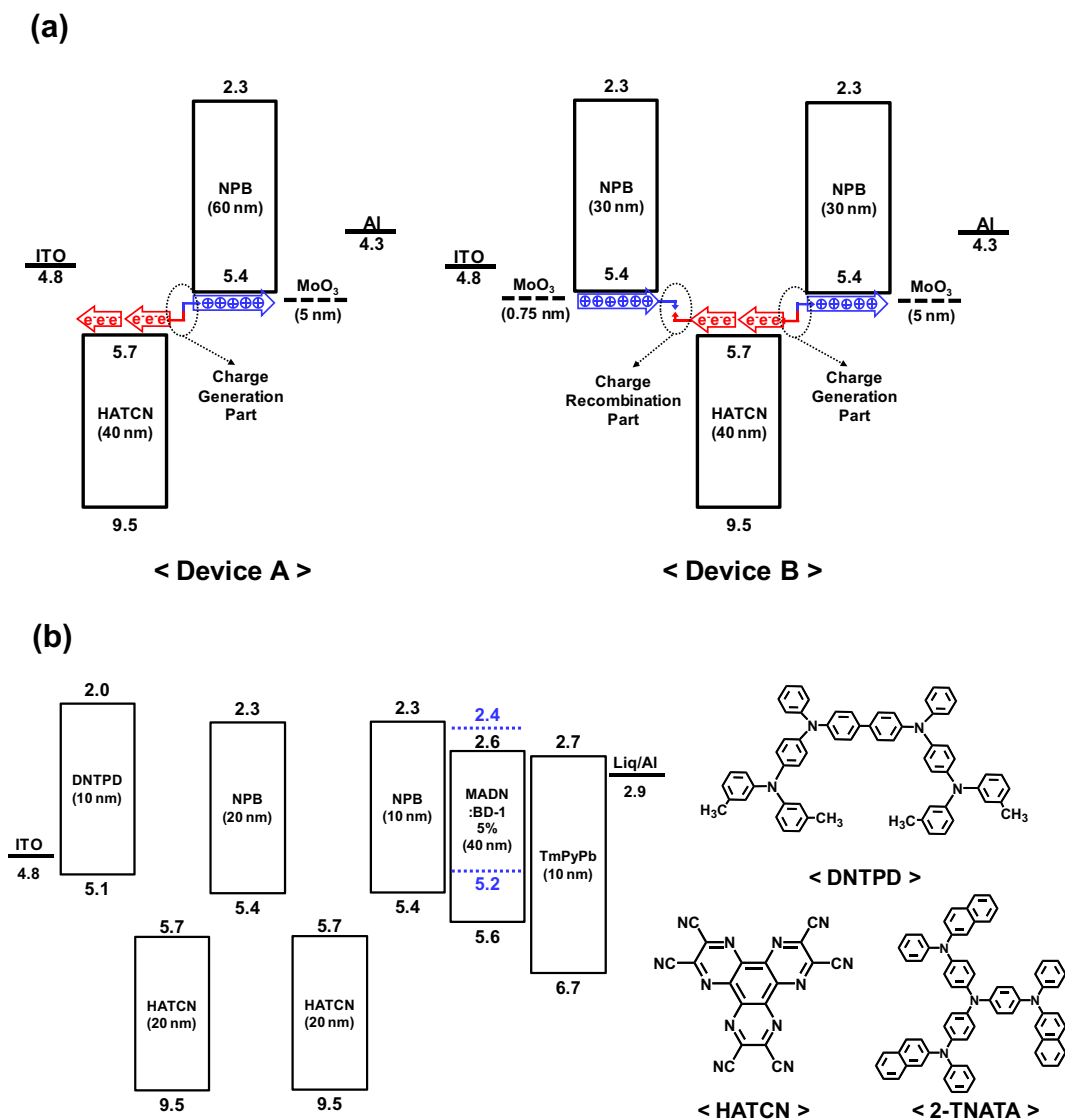 (a)
2.3
NPB
(60 nm)
5.4
ITO
4.8
Al
4.3
MoO3
(5 nm)
e-e-e- e-e-e-
⊕⊕⊕⊕⊕
5.7
HATCN
(40 nm)
9.5
Charge
Generation
Part
< Device A >
2.3
NPB
(30 nm)
5.4
2.3
NPB
(30 nm)
5.4
ITO
4.8
Al
4.3
MoO3
(0.75 nm)
MoO3
(5 nm)
⊕⊕⊕⊕⊕⊕
e-e-e- e-e-e-
⊕⊕⊕⊕⊕
5.7
HATCN
(40 nm)
9.5
Charge
Recombination
Part
Charge
Generation
Part
< Device B >
(b)
ITO
4.8
2.0
DNTPD
(10 nm)
5.1
5.7
HATCN
(20 nm)
9.5
2.3
NPB
(20 nm)
5.4
5.7
HATCN
(20 nm)
9.5
2.3
NPB
(10 nm)
5.4
2.4
2.6
MADN
:BD-1
5%
(40 nm)
5.2
5.6
2.7
TmPyPb
(10 nm)
6.7
Liq/Al
2.9
N
N
N
N
CH3
CH3
H3C
CH3
< DNTPD >
CN
CN
CN
CN
CN
CN
N
N
N
N
N
N
< HATCN >
N
N
N
N
< 2-TNATA >